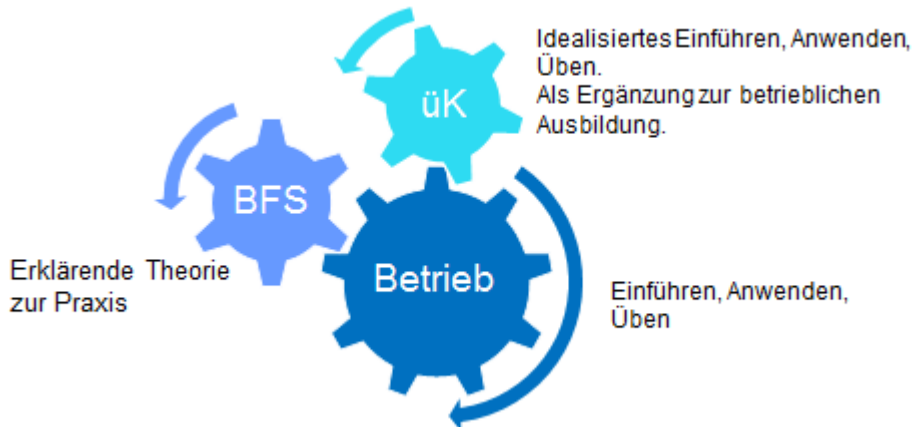 üK
Idealisiertes Einführen, Anwenden,
Üben.
Als Ergänzung zur betrieblichen
Ausbildung.
BFS
Erklärende Theorie
zur Praxis
Betrieb
Einführen, Anwenden,
Üben